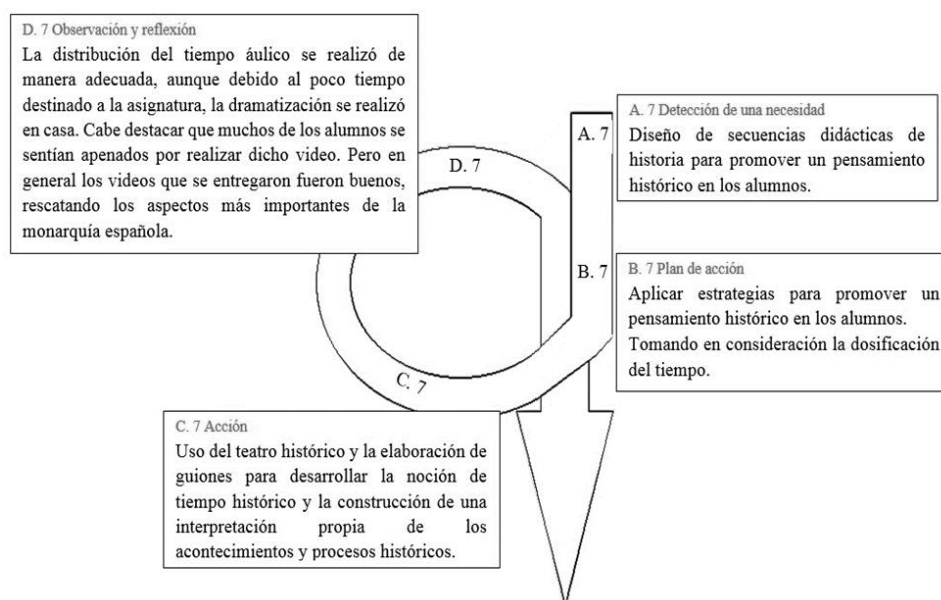 D. 7 Observación y reflexión
La distribución del tiempo áulico se realizó de
manera adecuada, aunque debido al poco tiempo
destinado a la asignatura, la dramatización se realizó
en casa. Cabe destacar que muchos de los alumnos se
sentían apenados por realizar dicho video. Pero en
general los videos que se entregaron fueron buenos,
rescatando los aspectos más importantes de la
monarquía española.
A. 7 Detección de una necesidad
Diseño de secuencias didácticas de
historia para promover un pensamiento
histórico en los alumnos.
A. 7
D. 7
B. 7
B. 7 Plan de acción
Aplicar estrategias para promover un
pensamiento histórico en los alumnos.
Tomando en consideración la dosificación
del tiempo.
C. 7
C. 7 Acción
Uso del teatro histórico y la elaboración de
guiones para desarrollar la noción de
tiempo histórico y la construcción de una
interpretación propia de los
acontecimientos y procesos históricos.